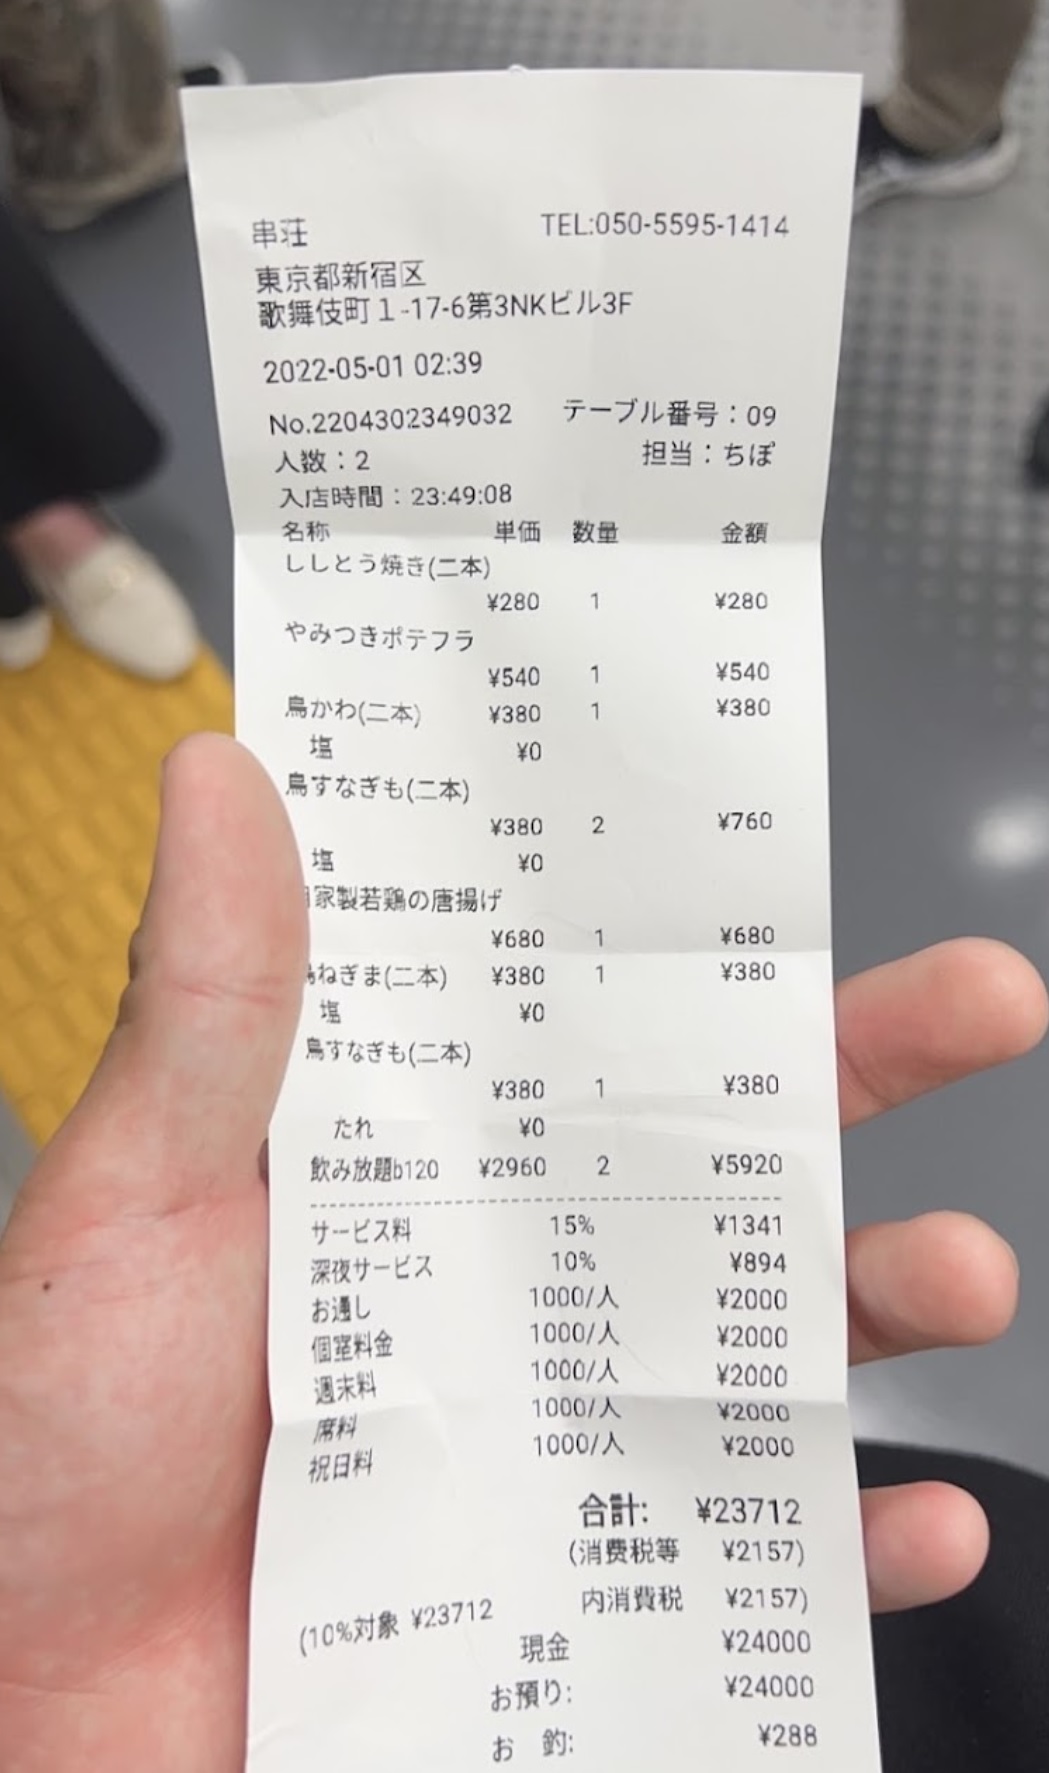 串荘 TEL:050-5595-1414
東京都新宿区
歌舞伎町1-17-6第3NKビル3F
2022-05-01 02:39
No.2204302349032 テーブル番号:09
人数:2 担当:ちぽ
入店時間:23:49:08
名称 単価 数量 金額
ししとう焼き(二本)
¥280 1 ¥280
やみつきポテフラ
¥540 1 ¥540
鳥かわ(二本) ¥380 1 ¥380
塩 ¥0
鳥すなぎも(二本)
¥380 2 ¥760
塩 ¥0
家製若鶏の唐揚げ
¥680 1 ¥680
ねぎま(二本) ¥380 1 ¥380
塩 ¥0
鳥すなぎも(二本)
¥380 1 ¥380
たれ ¥0
飲み放題b120 ¥2960 2 ¥5920
サービス料 15% ¥1341
深夜サービス 10% ¥894
お通し 1000/人 ¥2000
個室料金 1000/人 ¥2000
週末料 1000/人 ¥2000
席料 1000/人 ¥2000
祝日料 1000/人 ¥2000
合計: ¥23712
(消費税等 ¥2157)
(10%対象 ¥23712 内消費税 ¥2157)
現金 ¥24000
お預り: ¥24000
お 釣: ¥288